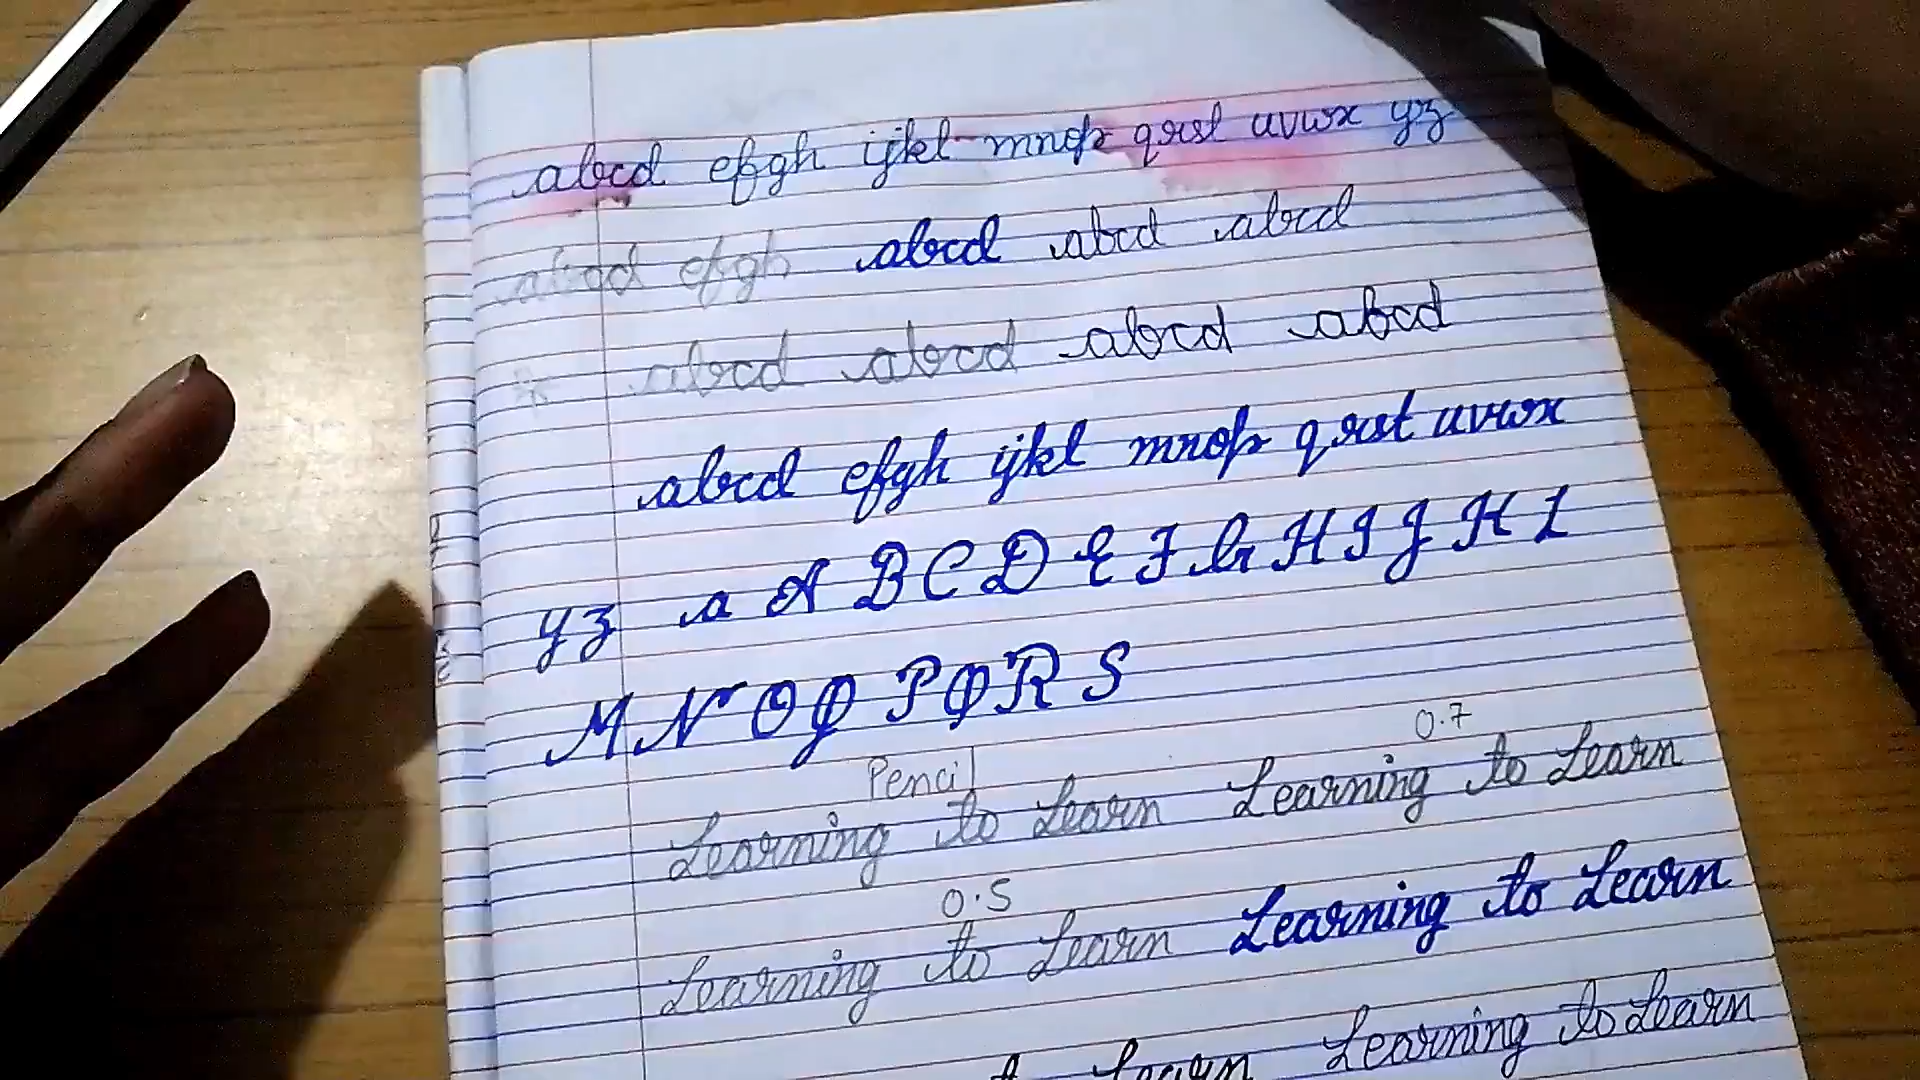 abcd efgh ijkl mnop qrst uvwx yz
abcd efgh abcd abcd abcd
abcd abcd abcd abcd
abcd efgh ijkl mnop qrst uvwx
yz a A B C D E F G H I J K L
M N O Q P Q R S
Pencil 0.7
Learning to Learn Learning to Learn
0.5
Learning to Learn Learning to Learn
Learn Learning to Learn